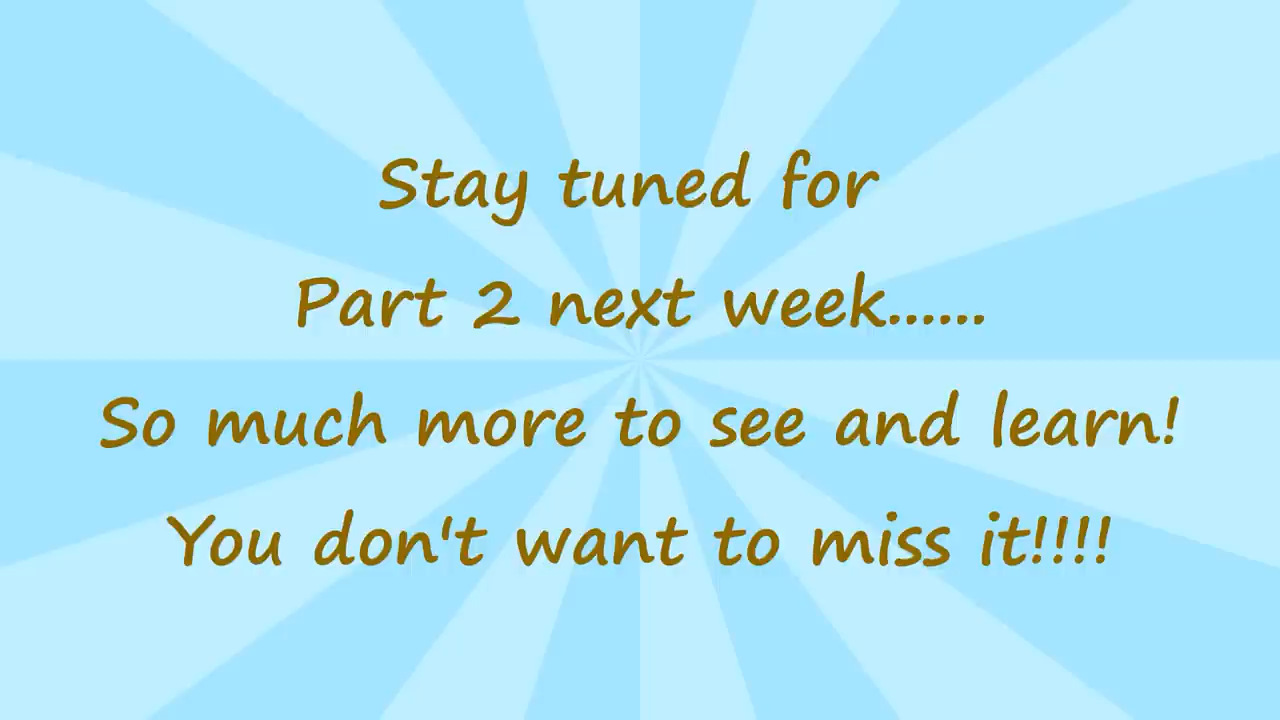 Stay tuned for
Part 2 next week......
So much more to see and learn!
You don't want to miss it!!!!